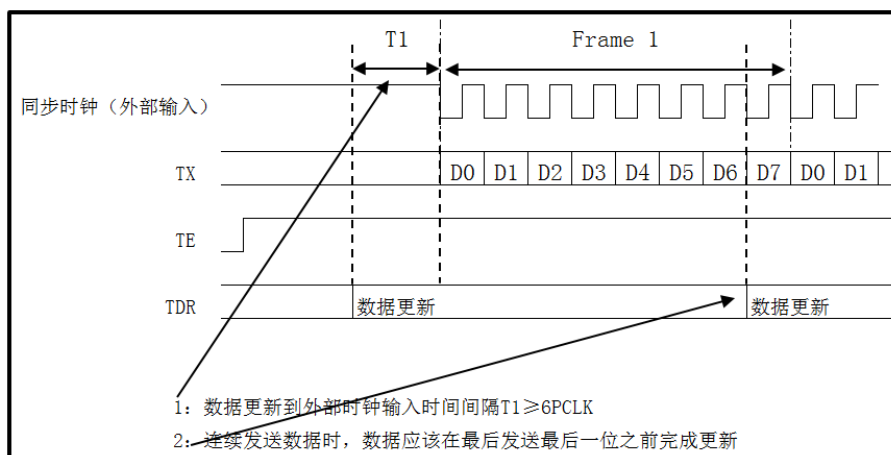 T1 Frame 1
同步时钟（外部输入）
TX D0 D1 D2 D3 D4 D5 D6 D7 D0 D1
TE
TDR 数据更新 数据更新
1：数据更新到外部时钟输入时间间隔T1≥6PCLK
2：连续发送数据时，数据应该在最后发送最后一位之前完成更新